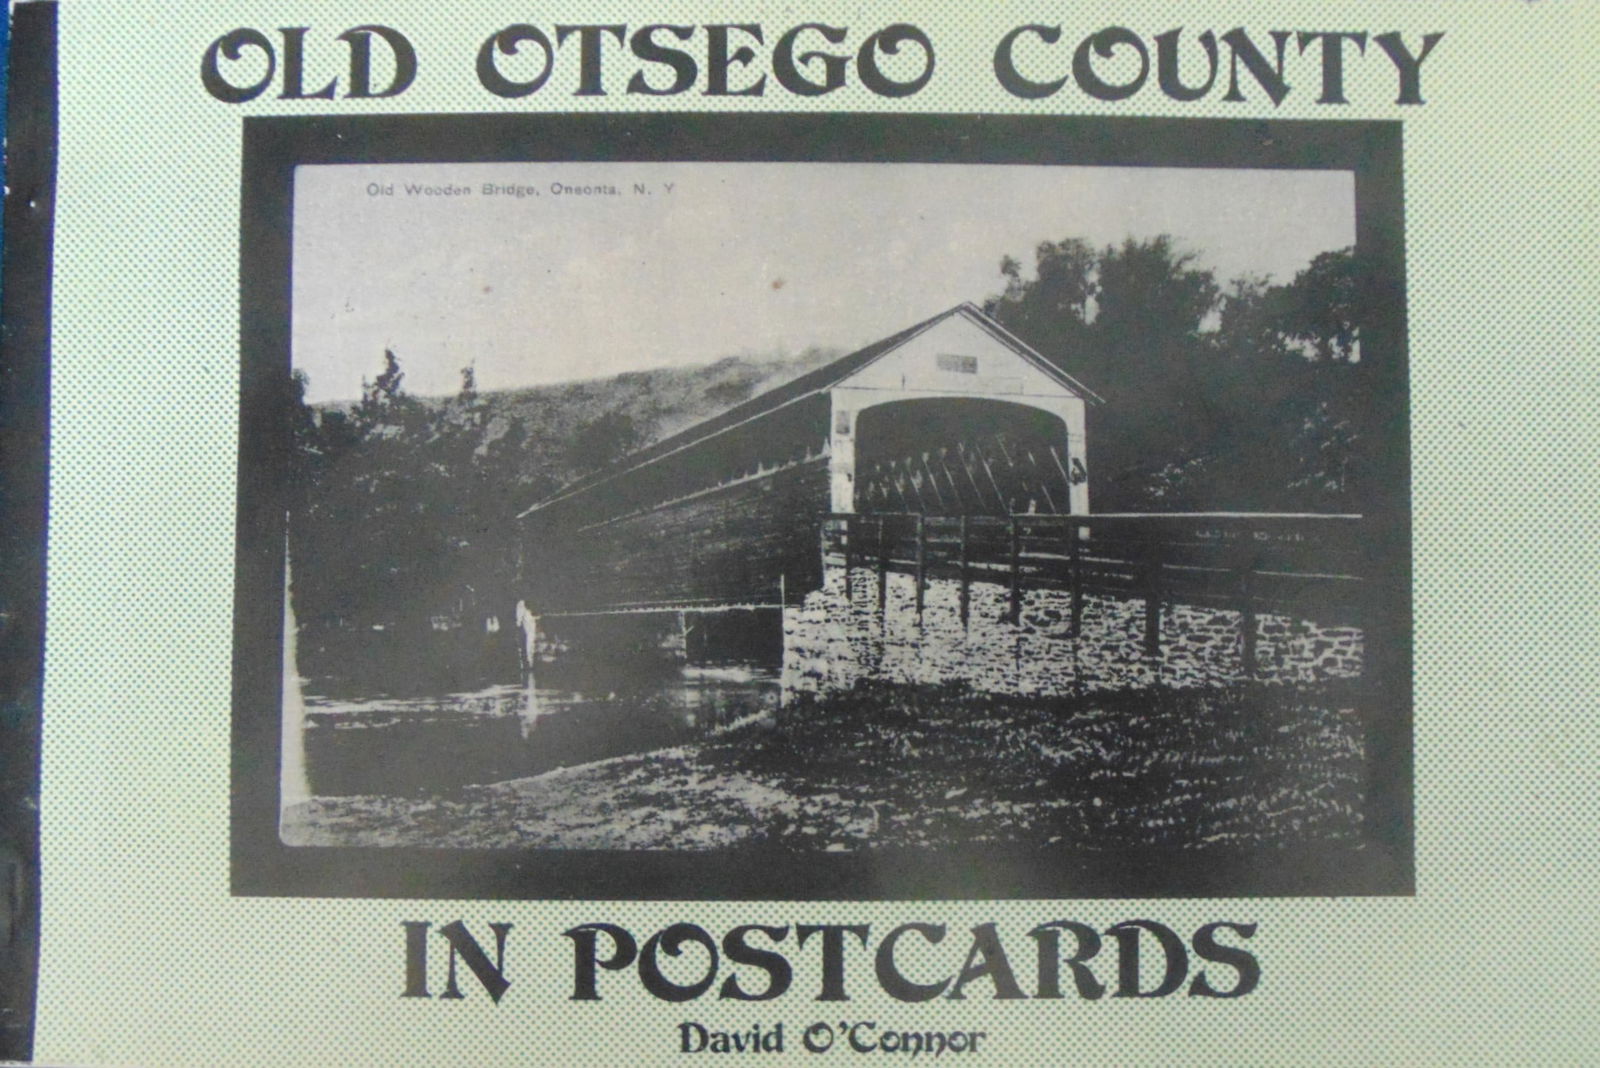 OLD OTSEGO COUNTY
Old Wooden Bridge, Oneonta, N. Y
IN POSTCARDS
David O'Connor